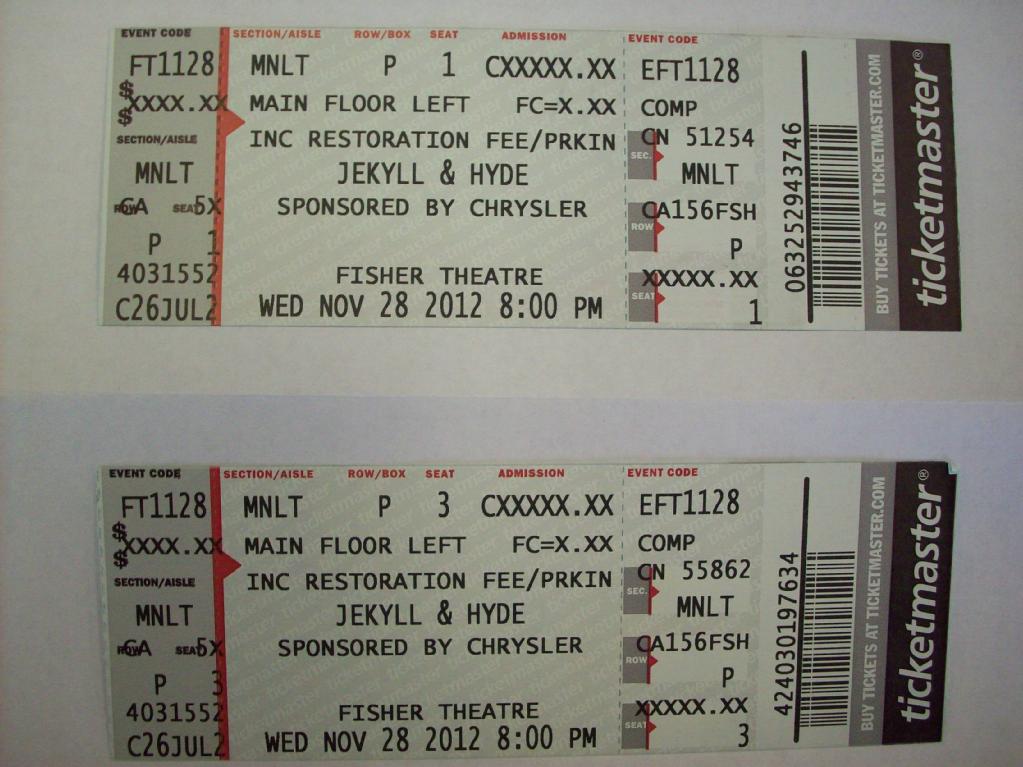 EVENT CODE SECTION/AISLE ROW/BOX SEAT ADMISSION EVENT CODE
FT1128 MNLT P 1 CXXXXX.XX EFT1128
$XXXX.XX MAIN FLOOR LEFT FC=X.XX COMP
$
SECTION/AISLE INC RESTORATION FEE/PRKIN CN 51254
SEC.
MNLT JEKYLL & HYDE MNLT
ROW CA SEAT 5X SPONSORED BY CHRYSLER CA156FSH
ROW
P 1 P
4031552 FISHER THEATRE XXXXX.XX
SEAT
C26JUL2 WED NOV 28 2012 8:00 PM 1
063252943746
BUY TICKETS AT TICKETMASTER.COM
ticketmaster®
EVENT CODE SECTION/AISLE ROW/BOX SEAT ADMISSION EVENT CODE
FT1128 MNLT P 3 CXXXXX.XX EFT1128
$XXXX.XX MAIN FLOOR LEFT FC=X.XX COMP
$
SECTION/AISLE INC RESTORATION FEE/PRKIN CN 55862
SEC.
MNLT JEKYLL & HYDE MNLT
ROW CA SEAT 5X SPONSORED BY CHRYSLER CA156FSH
ROW
P 3 P
4031552 FISHER THEATRE XXXXX.XX
SEAT
C26JUL2 WED NOV 28 2012 8:00 PM 3
424030197634
BUY TICKETS AT TICKETMASTER.COM
ticketmaster®